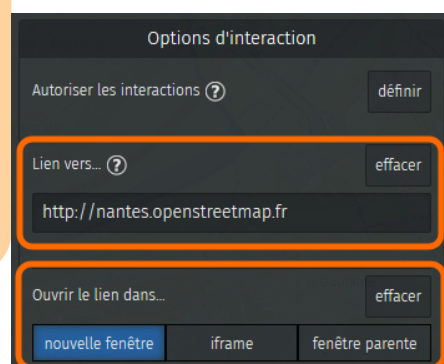 Options d'interaction
Autoriser les interactions ? définir
Lien vers... ? effacer
http://nantes.openstreetmap.fr
Ouvrir le lien dans... effacer
nouvelle fenêtre iframe fenêtre parente